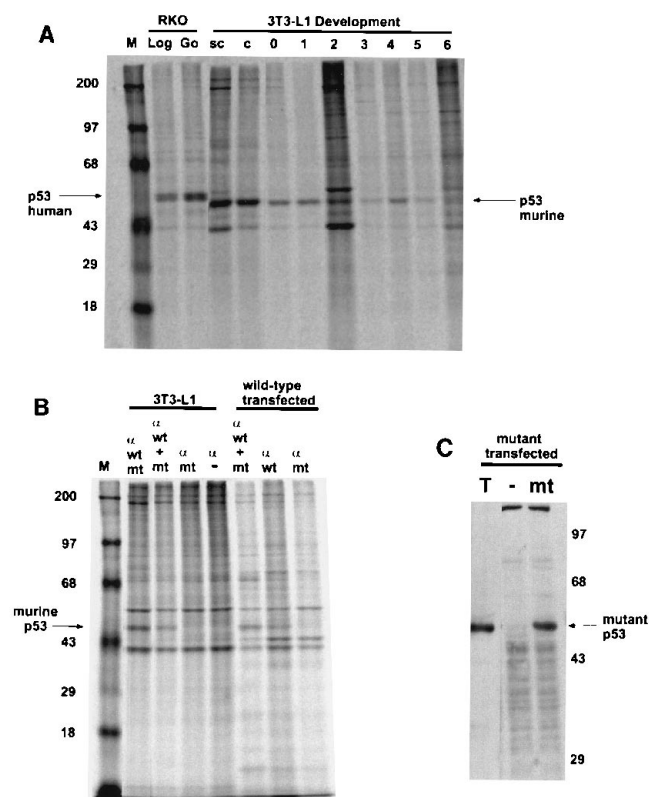 A
RKO
3T3-L1 Development
M Log Go sc c 0 1 2 3 4 5 6
200
97
68
p53
human
p53
murine
43
29
18
B
3T3-L1
wild-type
transfected
M α wt mt α wt + mt α mt α - α wt + mt α wt α mt
200
97
68
murine
p53
43
29
18
C
mutant
transfected
T - mt
97
68
mutant
p53
43
29